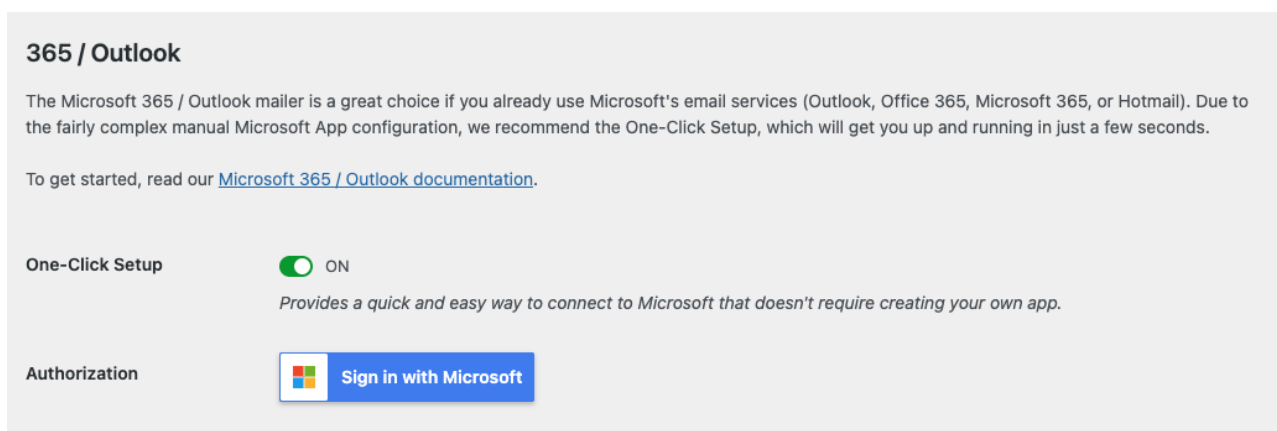 365 / Outlook
The Microsoft 365 / Outlook mailer is a great choice if you already use Microsoft's email services (Outlook, Office 365, Microsoft 365, or Hotmail). Due to
the fairly complex manual Microsoft App configuration, we recommend the One-Click Setup, which will get you up and running in just a few seconds.
To get started, read our Microsoft 365 / Outlook documentation.
One-Click Setup ON
Provides a quick and easy way to connect to Microsoft that doesn't require creating your own app.
Authorization Sign in with Microsoft